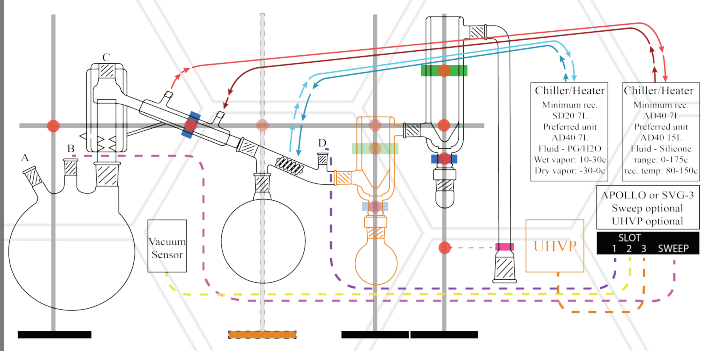 C
A
B
D
Vacuum
Sensor
UHVP
Chiller/Heater
Minimum rec.
SD20 7L
Preferred unit
AD40 7L
Fluid - PG/H2O
Wet vapor: 10-30c
Dry vapor: -30-0c
Chiller/Heater
Minimum rec.
AD40 7L
Preferred unit
AD40 15L
Fluid - Silicone
range: 0-175c
rec. temp: 80-150c
APOLLO or SVG-3
Sweep optional
UHVP optional
SLOT
1 2 3 SWEEP